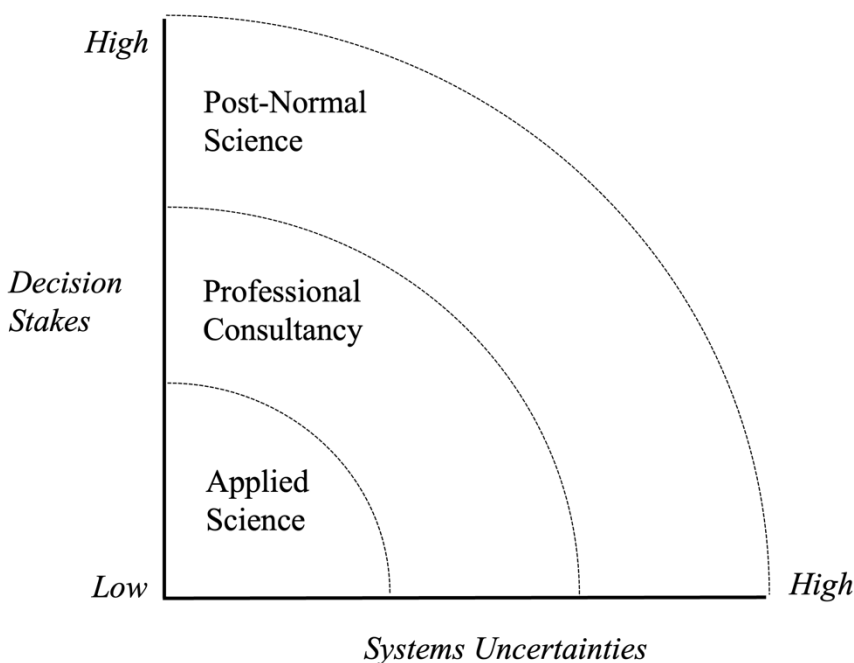 High
Post-Normal
Science
Decision
Stakes
Professional
Consultancy
Applied
Science
Low
High
Systems Uncertainties